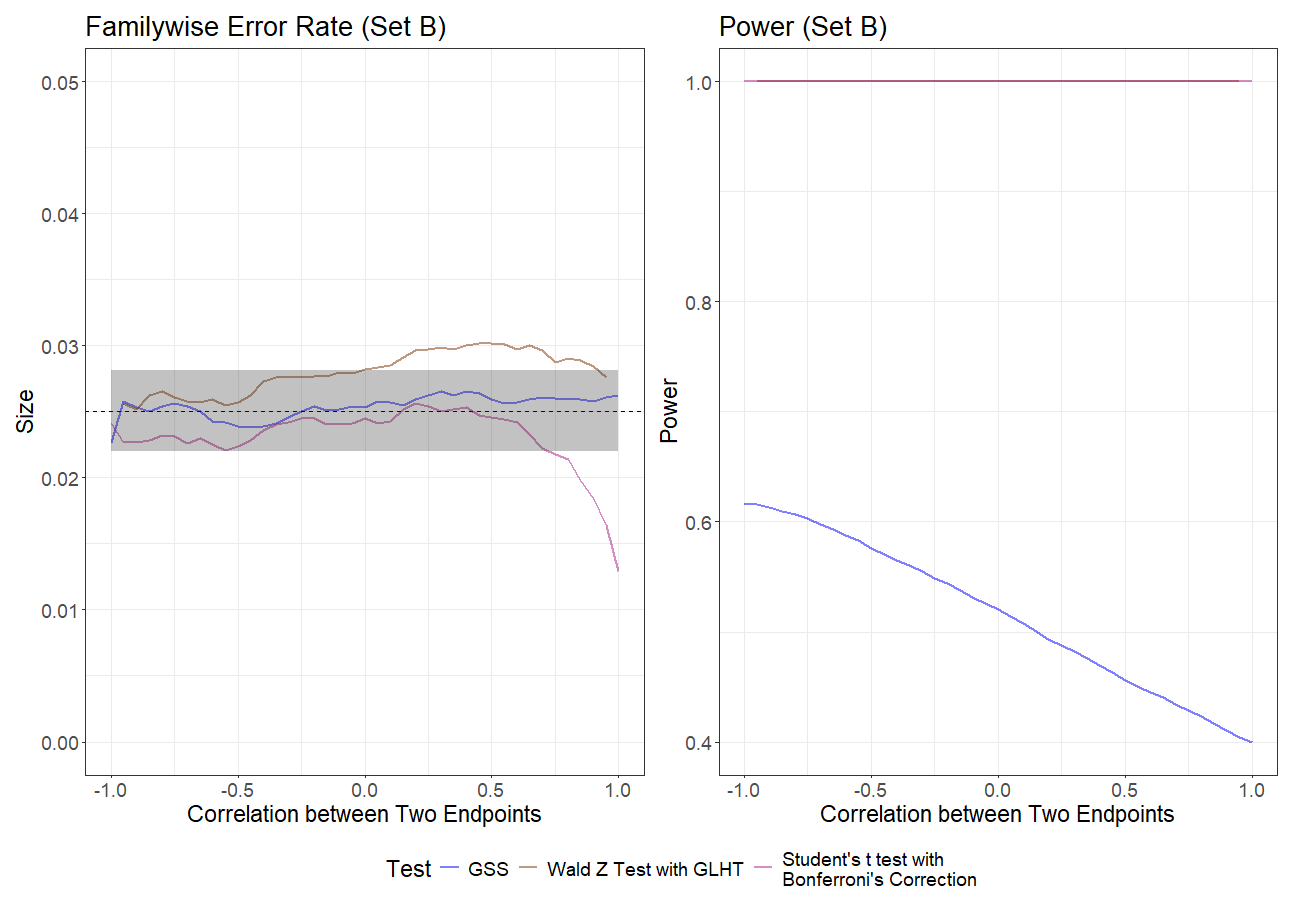 Familywise Error Rate (Set B)
Size
0.05
0.04
0.03
0.02
0.01
0.00
-1.0 -0.5 0.0 0.5 1.0
Correlation between Two Endpoints
Power (Set B)
Power
1.0
0.8
0.6
0.4
-1.0 -0.5 0.0 0.5 1.0
Correlation between Two Endpoints
Test GSS Wald Z Test with GLHT Student's t test with
Bonferroni's Correction